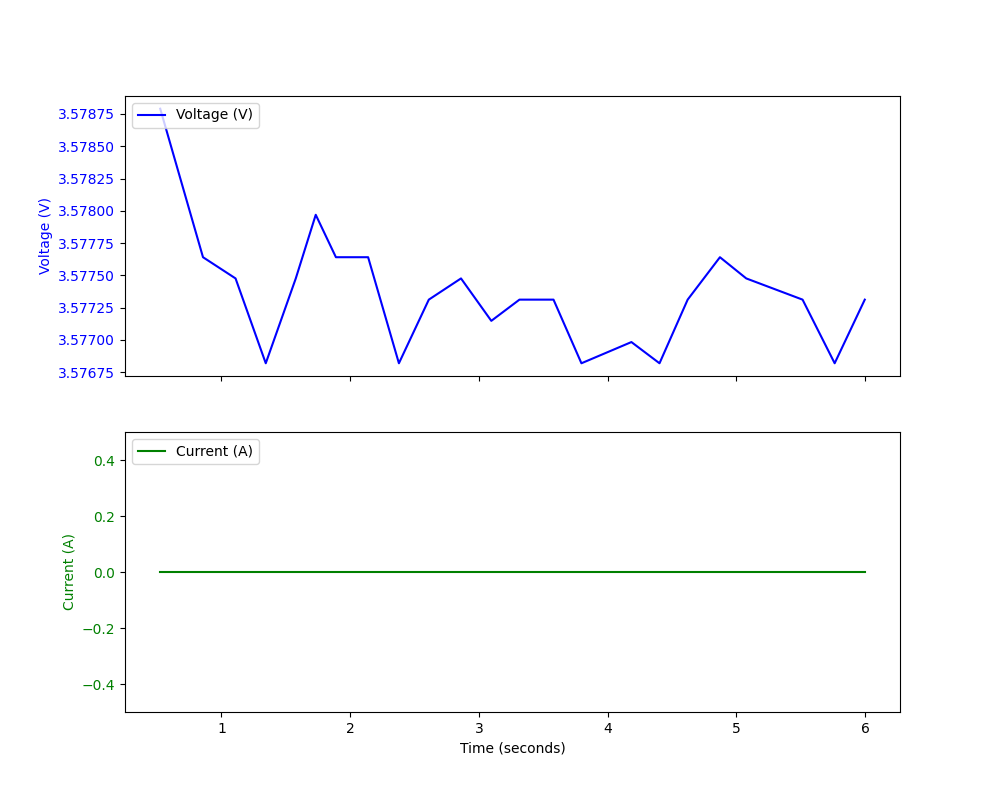 Voltage (V)
3.57875
3.57850
3.57825
3.57800
3.57775
3.57750
3.57725
3.57700
3.57675
Voltage (V)
Current (A)
0.4
0.2
0.0
−0.2
−0.4
Current (A)
1 2 3 4 5 6
Time (seconds)